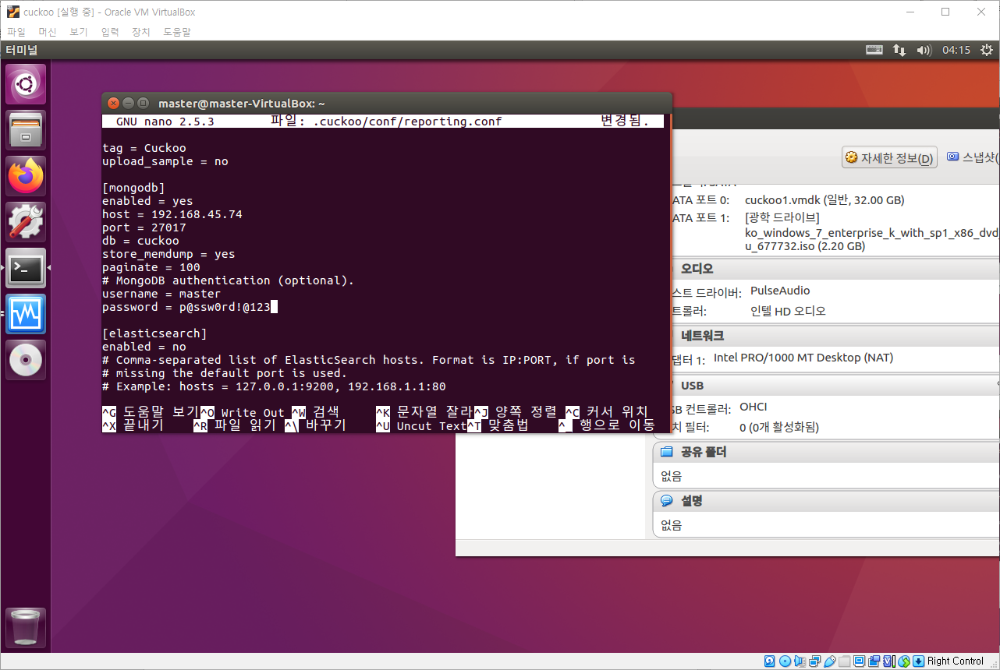 cuckoo [실행 중] - Oracle VM VirtualBox
파일 머신 보기 입력 장치 도움말
터미널
04:15
master@master-VirtualBox: ~
GNU nano 2.5.3 파일: .cuckoo/conf/reporting.conf 변경됨.
tag = Cuckoo
upload_sample = no
[mongodb]
enabled = yes
host = 192.168.45.74
port = 27017
db = cuckoo
store_memdump = yes
paginate = 100
# MongoDB authentication (optional).
username = master
password = p@ssw0rd!@123
[elasticsearch]
enabled = no
# Comma-separated list of ElasticSearch hosts. Format is IP:PORT, if port is
# missing the default port is used.
# Example: hosts = 127.0.0.1:9200, 192.168.1.1:80
^G 도움말 보기^O Write Out ^W 검색 ^K 문자열 잘라^J 양쪽 정렬 ^C 커서 위치
^X 끝내기 ^R 파일 읽기 ^\ 바꾸기 ^U Uncut Text^T 맞춤법 ^_ 행으로 이동
자세한 정보(D) 스냅샷(
ATA 포트 0: cuckoo1.vmdk (일반, 32.00 GB)
ATA 포트 1: [광학 드라이브]
ko_windows_7_enterprise_k_with_sp1_x86_dvd_
u_677732.iso (2.20 GB)
오디오
스트 드라이버: PulseAudio
트롤러: 인텔 HD 오디오
네트워크
댑터 1: Intel PRO/1000 MT Desktop (NAT)
USB
SB 컨트롤러: OHCI
치 필터: 0 (0개 활성화됨)
공유 폴더
없음
설명
없음
Right Control